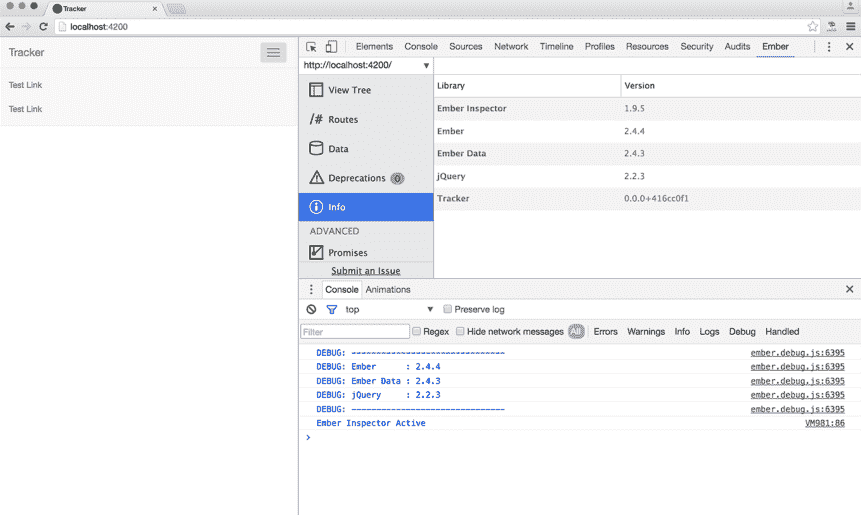 Tracker
localhost:4200
Tracker
Test Link
Test Link
Elements Console Sources Network Timeline Profiles Resources Security Audits Ember
http://localhost:4200/
View Tree
/# Routes
Data
Deprecations 0
Info
ADVANCED
Promises
Submit an Issue
Library Version
Ember Inspector 1.9.5
Ember 2.4.4
Ember Data 2.4.3
jQuery 2.2.3
Tracker 0.0.0+416cc0f1
Console Animations
top Preserve log
Filter Regex Hide network messages All Errors Warnings Info Logs Debug Handled
DEBUG: ------------------------------- ember.debug.js:6395
DEBUG: Ember : 2.4.4 ember.debug.js:6395
DEBUG: Ember Data : 2.4.3 ember.debug.js:6395
DEBUG: jQuery : 2.2.3 ember.debug.js:6395
DEBUG: ------------------------------- ember.debug.js:6395
Ember Inspector Active VM981:86
>